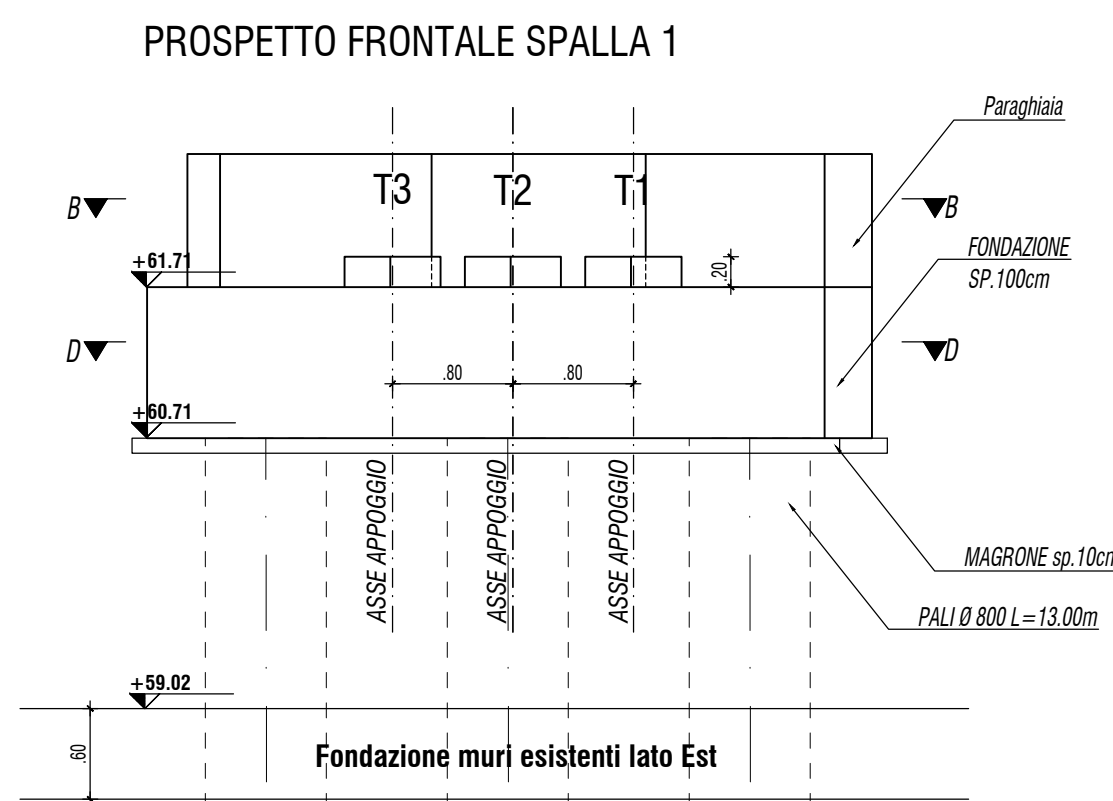 PROSPETTO FRONTALE SPALLA 1
Paraghiaia
T3 T2 T1
B B
FONDAZIONE
SP.100cm
+61.71
.20
D D
.80 .80
+60.71
ASSE APPOGGIO
ASSE APPOGGIO
ASSE APPOGGIO
MAGRONE sp.10cm
PALI Ø 800 L=13.00m
+59.02
.60
Fondazione muri esistenti lato Est